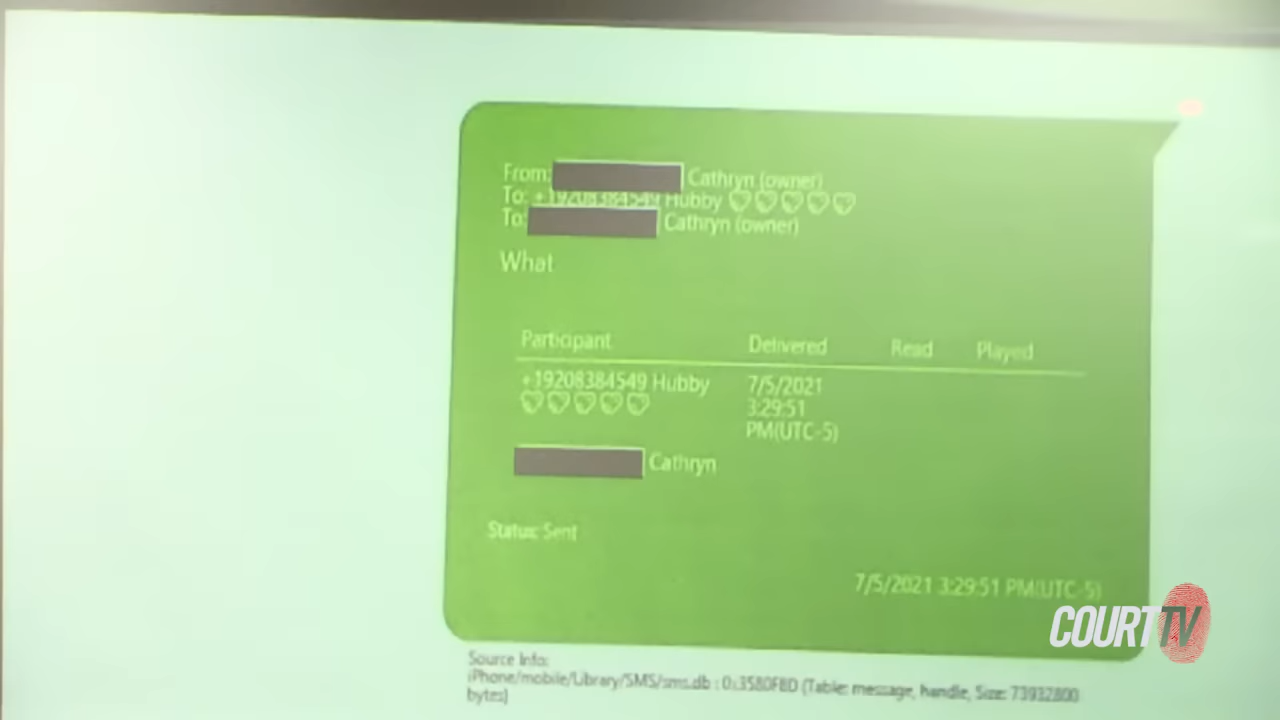 From: Cathryn (owner)
To: +19208384549 Hubby ♡♡♡♡♡
To: Cathryn (owner)
What
Participant Delivered Read Played
+19208384549 Hubby 7/5/2021
♡♡♡♡♡ 3:29:51
PM(UTC-5)
Cathryn
Status: Sent
7/5/2021 3:29:51 PM(UTC-5)
COURT TV
Source Info:
iPhone/mobile/Library/SMS/sms.db : 0x3580FBD (Table: message, handle, Size: 73932800
bytes)